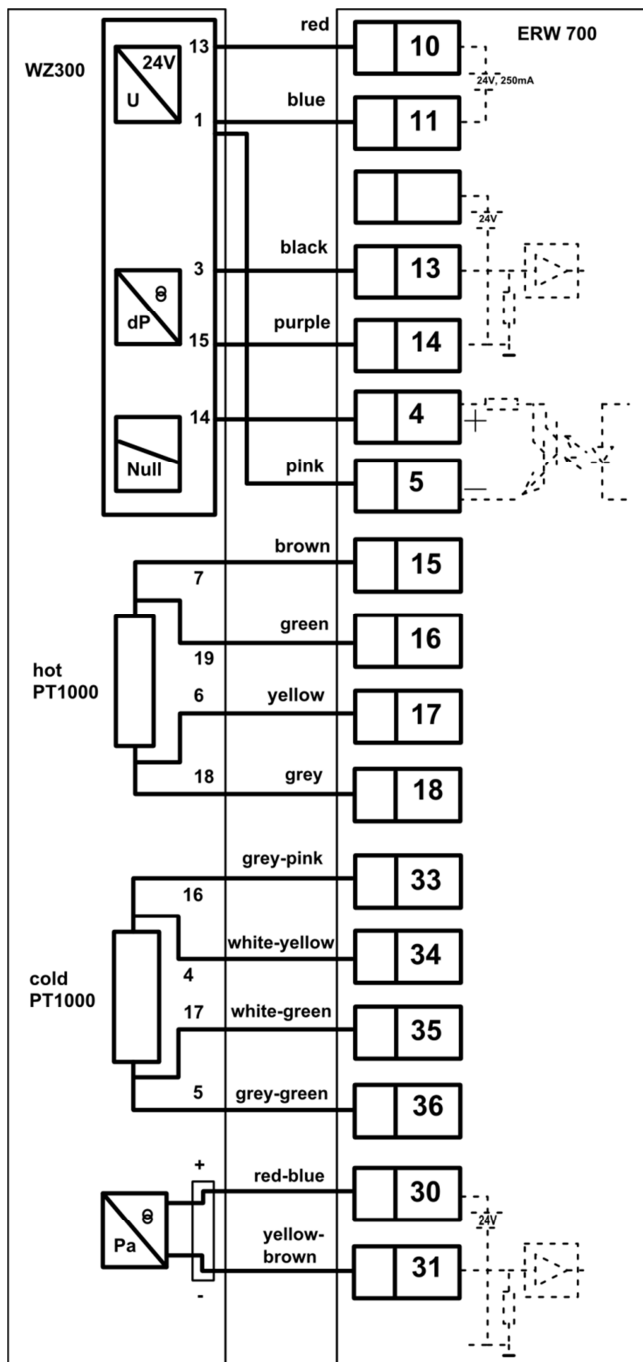 red
ERW 700
WZ300
24V
U
13
10
24V, 250mA
blue
1
11
24V
black
3
13
Θ
dP
purple
15
14
14
4
+
Null
pink
5
—
brown
7
15
green
19
16
hot
PT1000
6
yellow
17
18
grey
18
grey-pink
16
33
white-yellow
4
34
cold
PT1000
17
white-green
35
5
grey-green
36
+
red-blue
30
24V
Θ
Pa
yellow-
brown
31
-